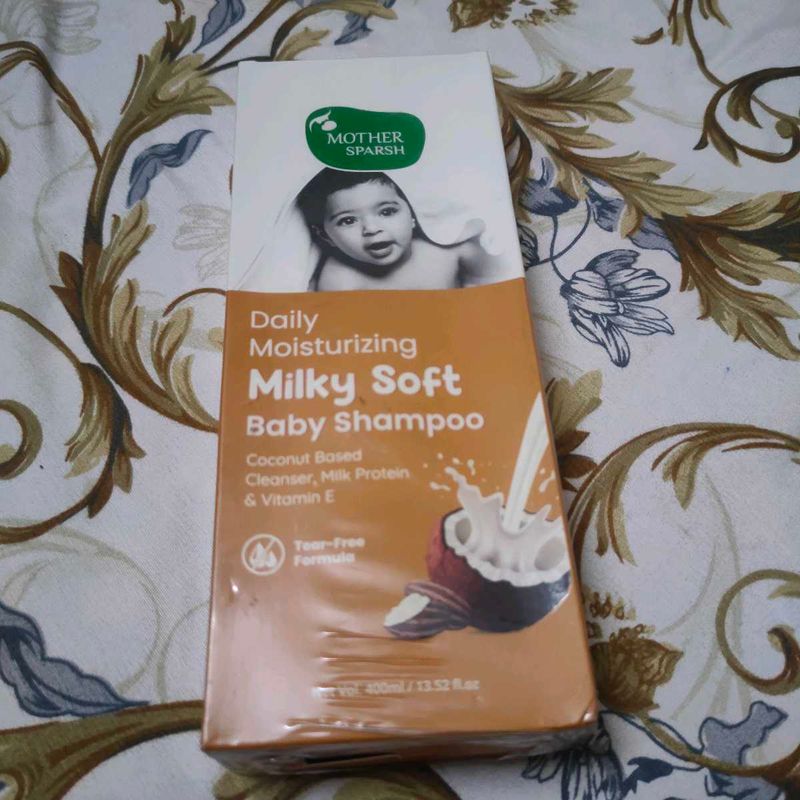 MOTHER
SPARSH
Daily
Moisturizing
Milky Soft
Baby Shampoo
Coconut Based
Cleanser, Milk Protein
& Vitamin E
Tear-Free
Formula
Vol. 400ml / 13.52 fl.oz